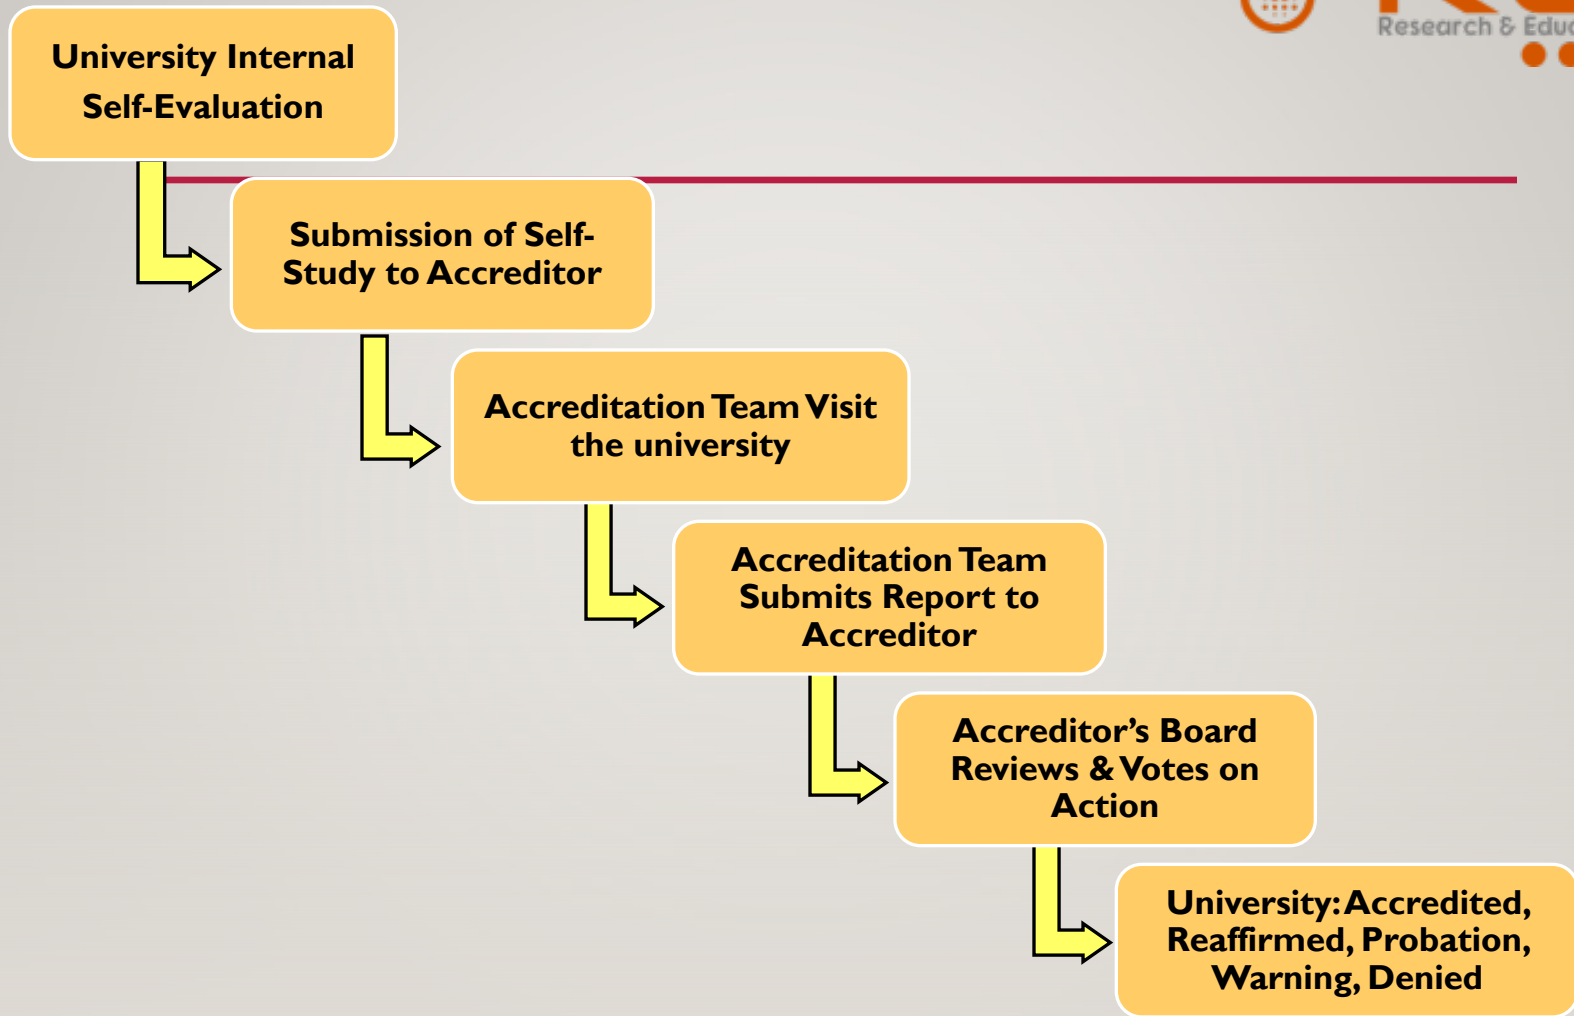 Research &
University Internal
Self-Evaluation
Submission of Self-
Study to Accreditor
Accreditation Team Visit
the university
Accreditation Team
Submits Report to
Accreditor
Accreditor’s Board
Reviews & Votes on
Action
University: Accredited,
Reaffirmed, Probation,
Warning, Denied